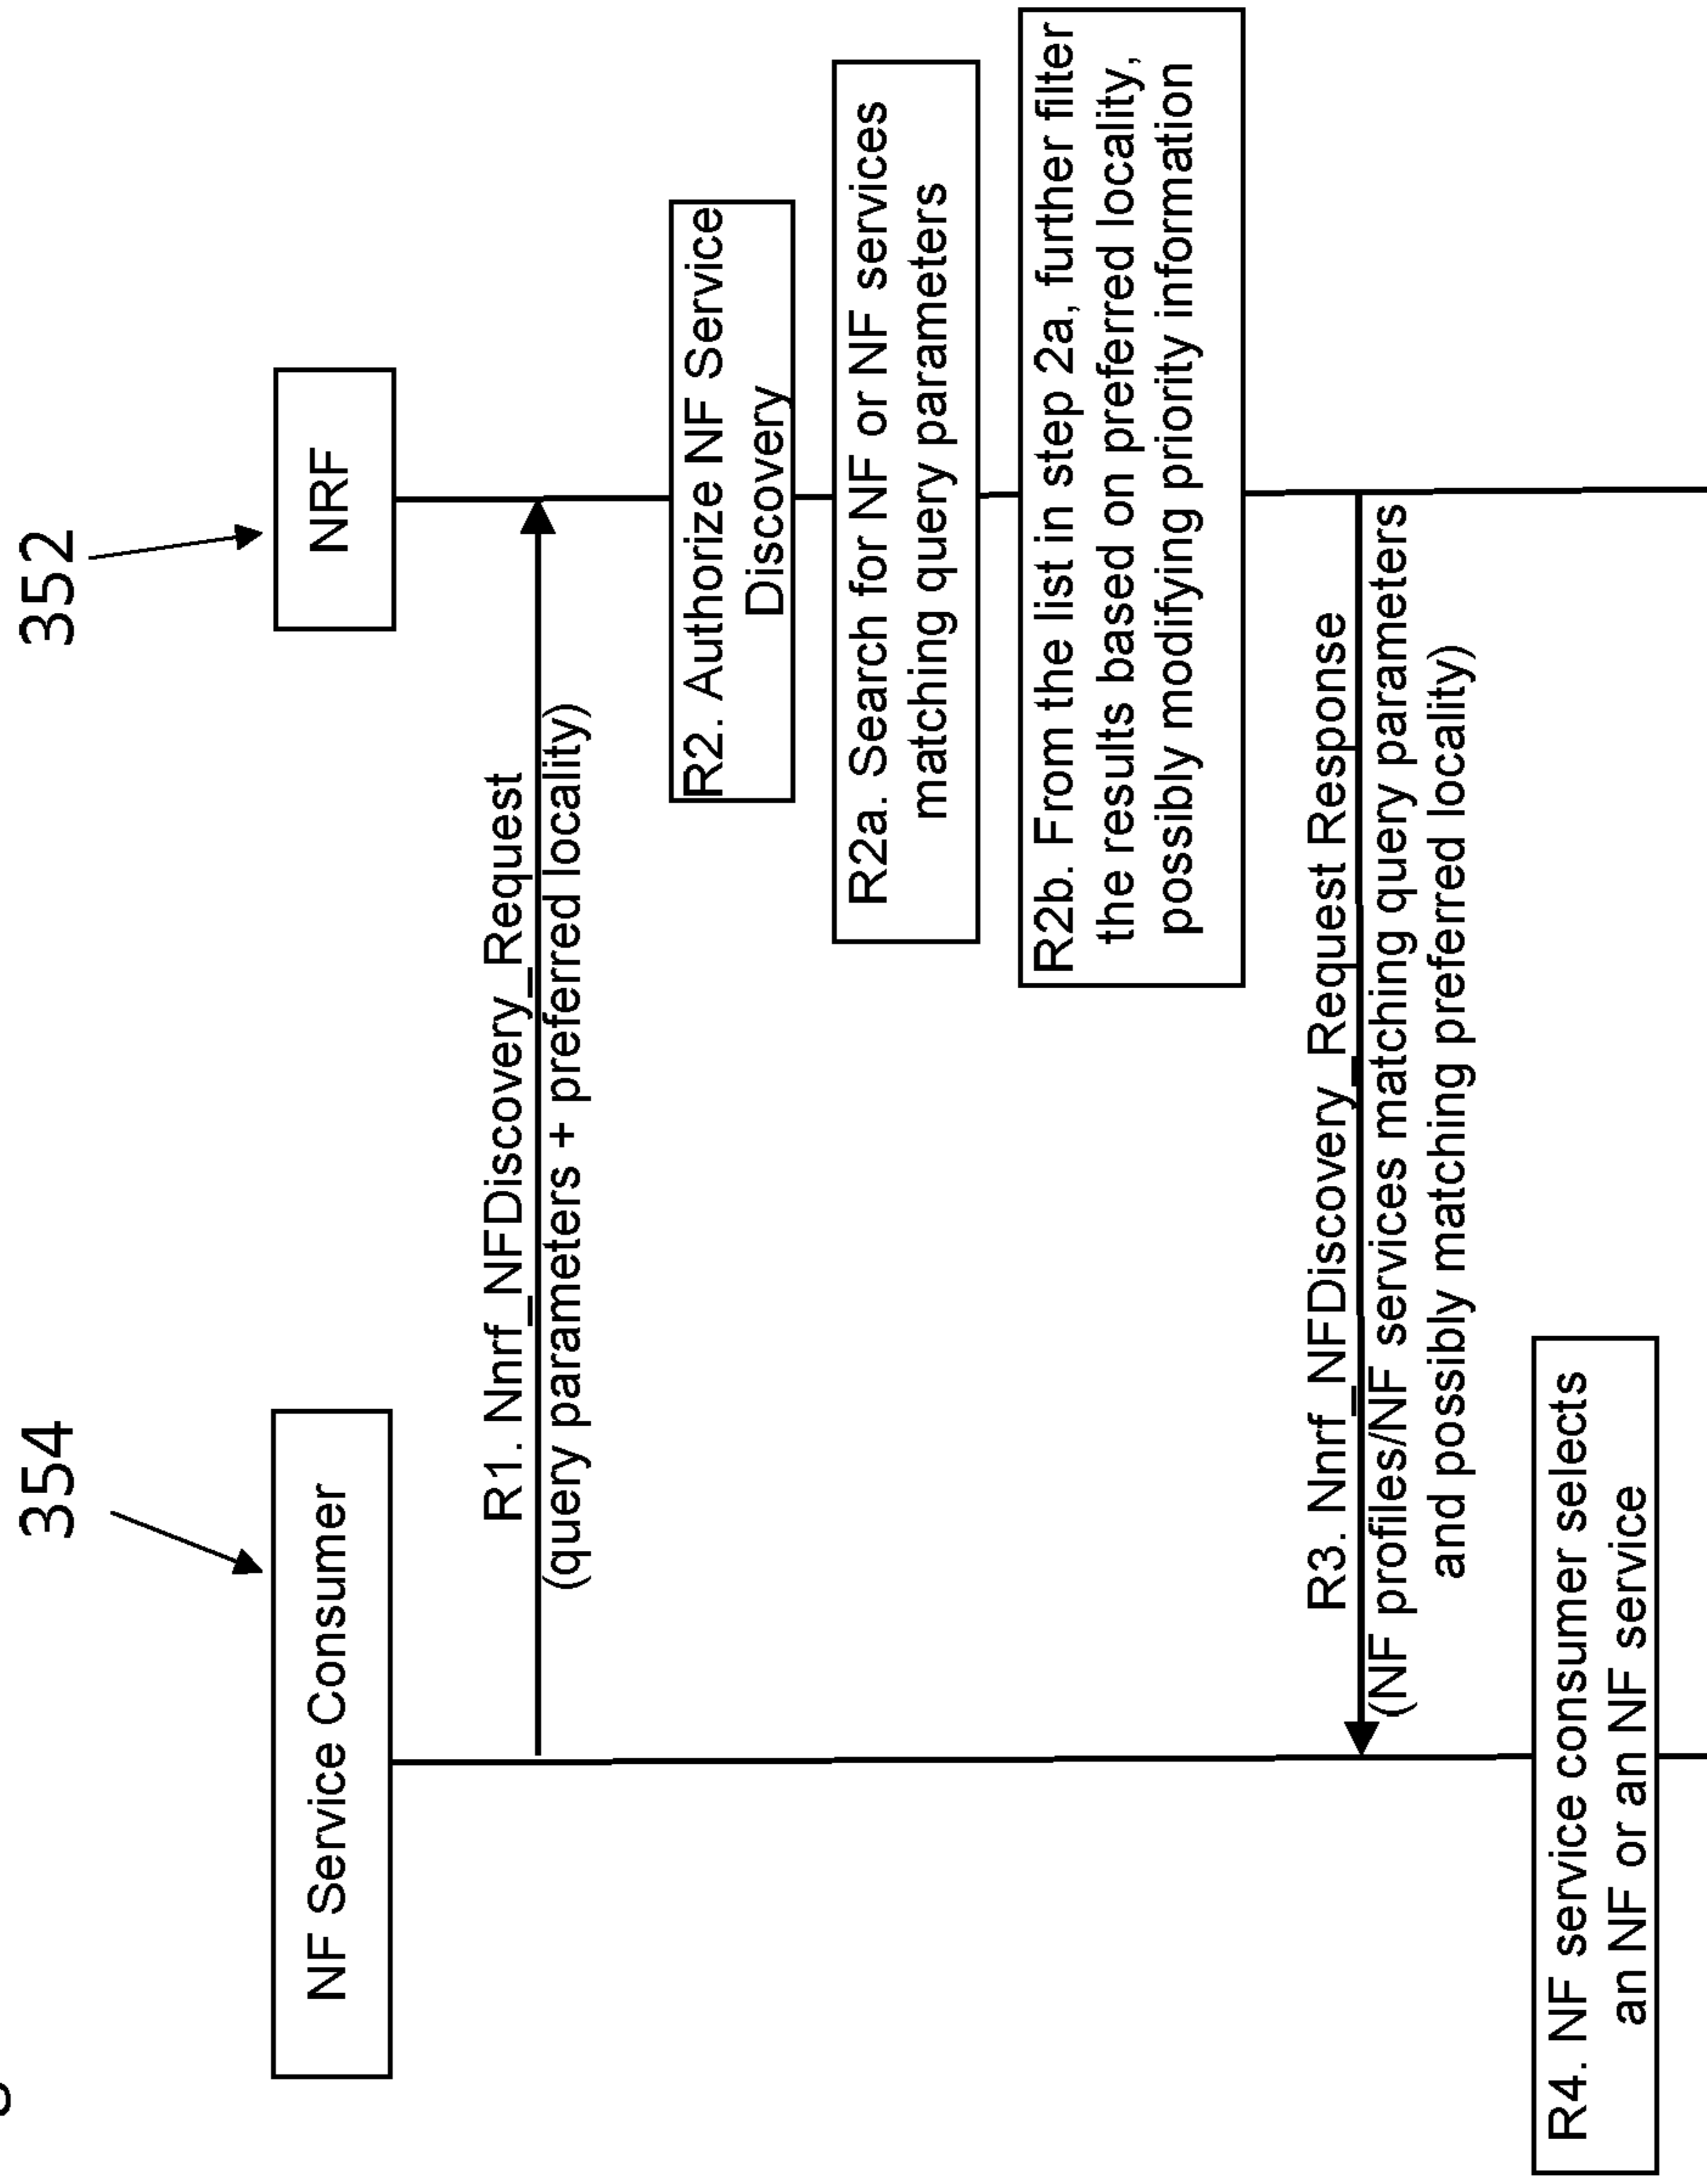 354
352
NF Service Consumer
NRF
R1. Nnrf_NFDiscovery_Request
(query parameters + preferred locality)
R2. Authorize NF Service
Discovery
R2a. Search for NF or NF services
matching query parameters
R2b. From the list in step 2a, further filter
the results based on preferred locality,
possibly modifying priority information
R3. Nnrf_NFDiscovery_Request Response
(NF profiles/NF services matching query parameters
and possibly matching preferred locality)
R4. NF service consumer selects
an NF or an NF service